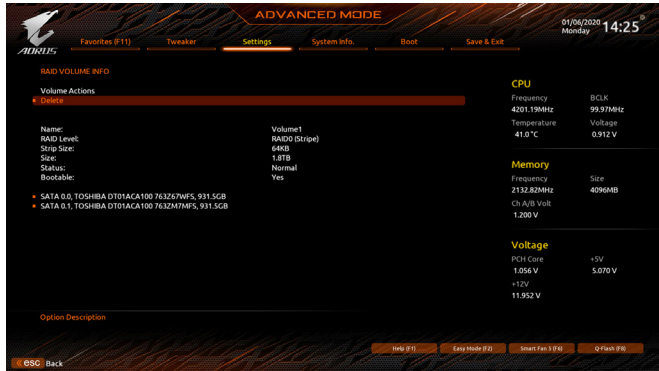 ADVANCED MODE
01/06/2020 Monday 14:25
AORUS
Favorites (F11) Tweaker Settings System Info. Boot Save & Exit
RAID VOLUME INFO
Volume Actions
Delete
Name: Volume1
RAID Level: RAID0 (Stripe)
Strip Size: 64KB
Size: 1.8TB
Status: Normal
Bootable: Yes
SATA 0.0, TOSHIBA DT01ACA100 763Z67WFS, 931.5GB
SATA 0.1, TOSHIBA DT01ACA100 763ZM7MFS, 931.5GB
CPU
Frequency BCLK
4201.19MHz 99.97MHz
Temperature Voltage
41.0 °C 0.912 V
Memory
Frequency Size
2132.82MHz 4096MB
Ch A/B Volt
1.200 V
Voltage
PCH Core +5V
1.056 V 5.070 V
+12V
11.952 V
Option Description
Help (F1) Easy Mode (F2) Smart Fan 5 (F6) Q-Flash (F8)
esc Back